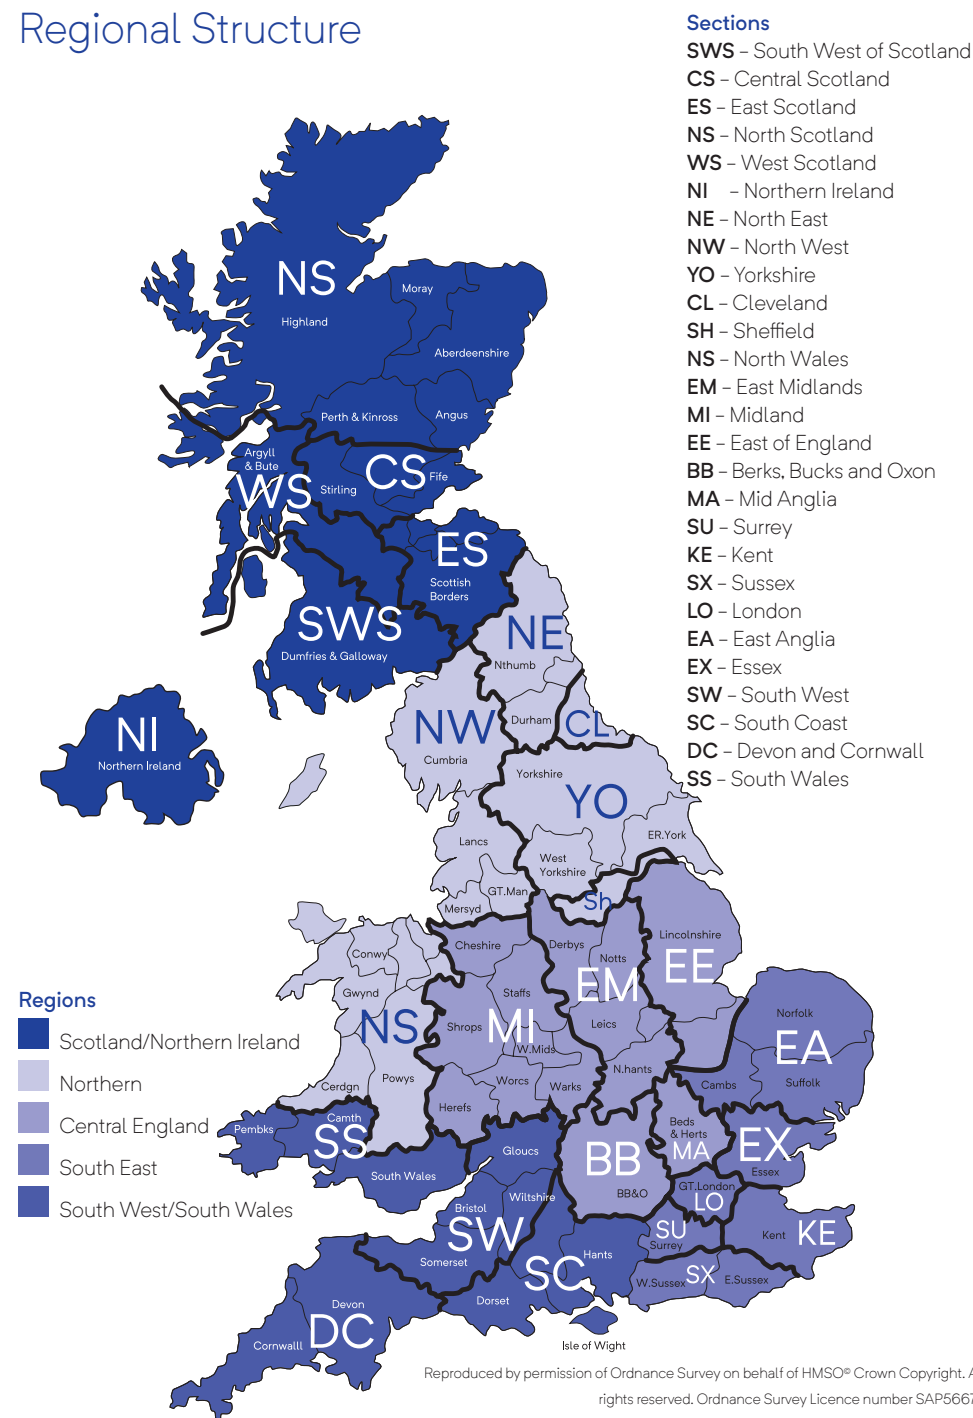 Regional Structure
Sections
SWS – South West of Scotland
CS – Central Scotland
ES – East Scotland
NS – North Scotland
WS – West Scotland
NI – Northern Ireland
NE – North East
NW – North West
YO – Yorkshire
CL – Cleveland
SH – Sheffield
NS – North Wales
EM – East Midlands
MI – Midland
EE – East of England
BB – Berks, Bucks and Oxon
MA – Mid Anglia
SU – Surrey
KE – Kent
SX – Sussex
LO – London
EA – East Anglia
EX – Essex
SW – South West
SC – South Coast
DC – Devon and Cornwall
SS – South Wales
NS
Moray
Highland
Aberdeenshire
Perth & Kinross
Angus
Argyll
& Bute
WS
Stirling
CS
Fife
ES
Scottish
Borders
SWS
Dumfries & Galloway
NE
Nthumb
NI
Northern Ireland
NW
Cumbria
Durham
CL
Yorkshire
YO
ER.York
Lancs
West
Yorkshire
GT.Man
Mersyd
Sh
Cheshire
Derbys
Notts
Lincolnshire
EM
EE
Conwy
Gwynd
NS
Staffs
Shrops
MI
W.Mids
Leics
Norfolk
EA
Suffolk
Cambs
N.hants
Cerdgn
Powys
Worcs
Warks
Herefs
Pembks
Camth
SS
South Wales
Gloucs
BB
BB&O
Beds
& Herts
MA
EX
Essex
GT.London
LO
Wiltshire
Bristol
SW
Somerset
SU
Surrey
Kent
KE
SC
Hants
W.Sussex
SX
E.Sussex
Dorset
Devon
DC
Cornwalll
Isle of Wight
Regions
Scotland/Northern Ireland
Northern
Central England
South East
South West/South Wales
Reproduced by permission of Ordnance Survey on behalf of HMSO© Crown Copyright. A
rights reserved. Ordnance Survey Licence number SAP5667